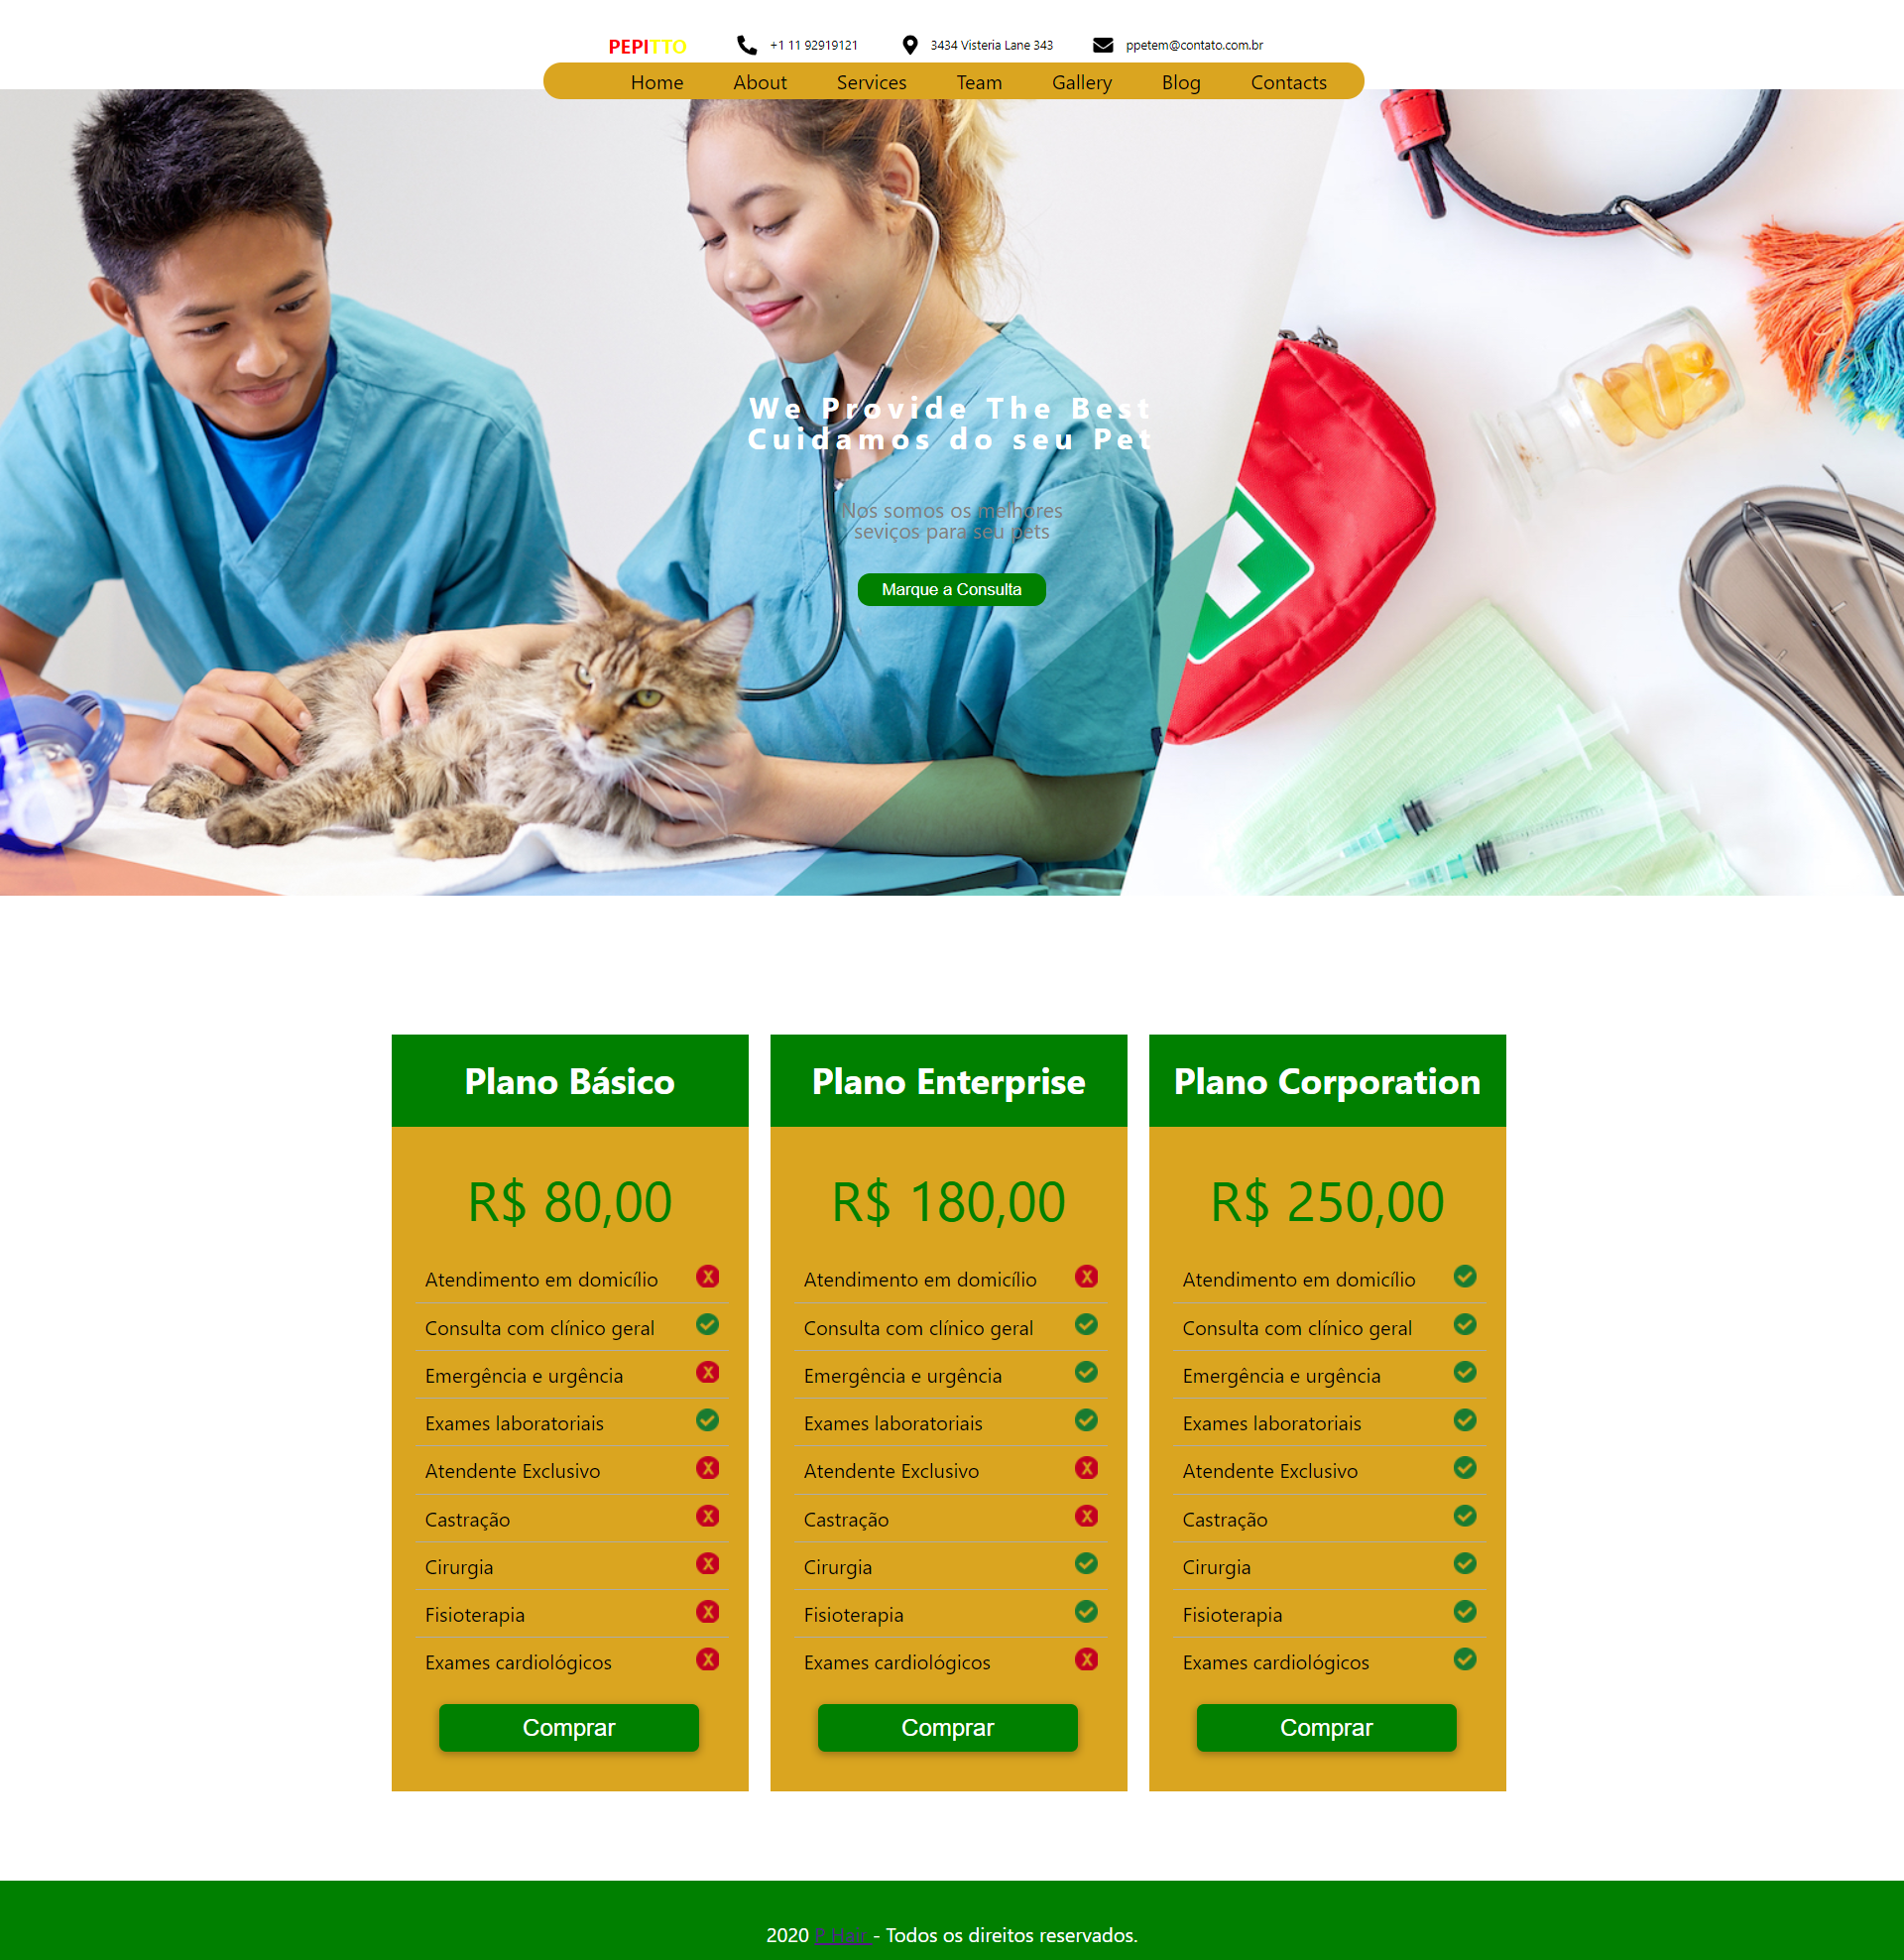 PEPITTO +1 11 92919121 3434 Visteria Lane 343 ppetem@contato.com.br
Home About Services Team Gallery Blog Contacts
We Provide The Best
Cuidamos do seu Pet
Nos somos os melhores
seviços para seu pets
Marque a Consulta
Plano Básico
R$ 80,00
Atendimento em domicílio
Consulta com clínico geral
Emergência e urgência
Exames laboratoriais
Atendente Exclusivo
Castração
Cirurgia
Fisioterapia
Exames cardiológicos
Comprar
Plano Enterprise
R$ 180,00
Atendimento em domicílio
Consulta com clínico geral
Emergência e urgência
Exames laboratoriais
Atendente Exclusivo
Castração
Cirurgia
Fisioterapia
Exames cardiológicos
Comprar
Plano Corporation
R$ 250,00
Atendimento em domicílio
Consulta com clínico geral
Emergência e urgência
Exames laboratoriais
Atendente Exclusivo
Castração
Cirurgia
Fisioterapia
Exames cardiológicos
Comprar
2020 P Hair - Todos os direitos reservados.